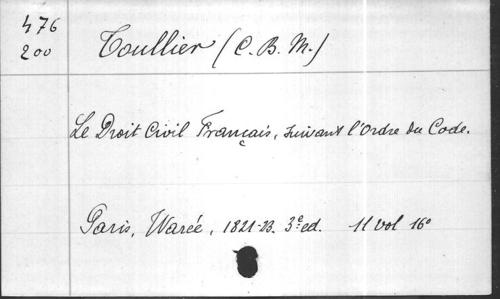 476
200
Toullier (C. B. M.)
Le Droit Civil Français, suivant l'Ordre du Code.
Paris, Warée, 1821-23. 3e ed. 11 vol 16o